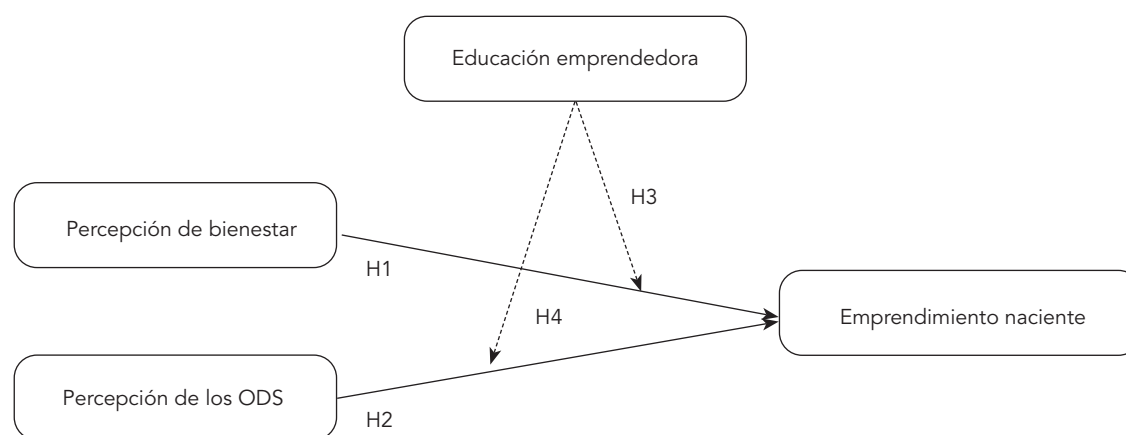 Educación emprendedora
H3
Percepción de bienestar
H1
H4
Emprendimiento naciente
Percepción de los ODS
H2